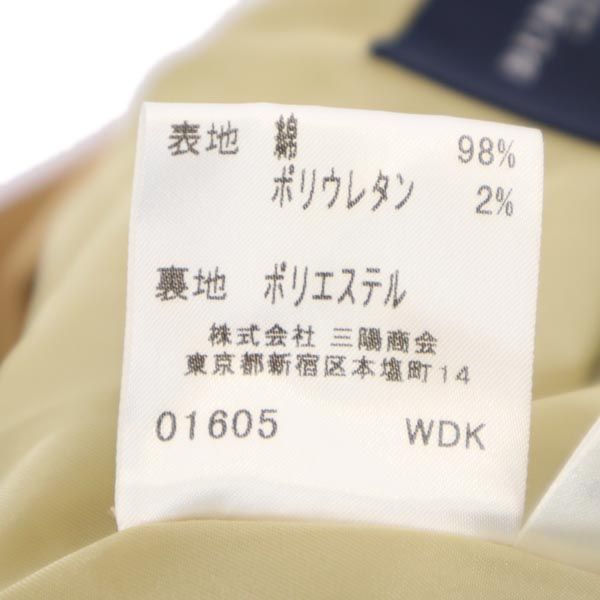 表地 綿 98%
ポリウレタン 2%
裏地 ポリエステル
株式会社 三陽商会
東京都新宿区本塩町14
01605 WDK